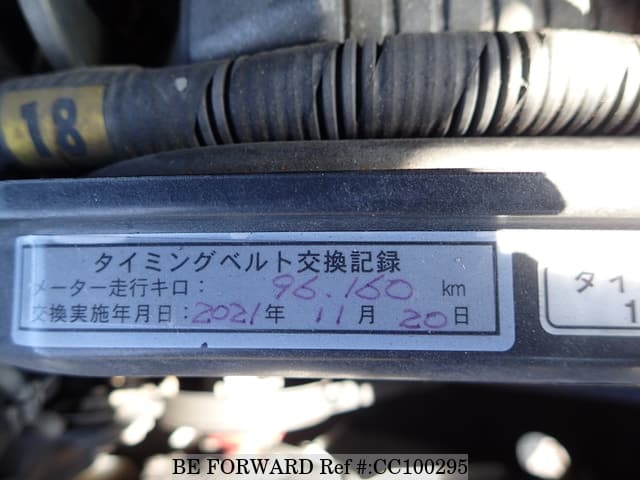 18
タイミングベルト交換記録
メーター走行キロ: 96.160 km
交換実施年月日:2021年 11月 20日
タイ
1
BE FORWARD Ref #:CC100295